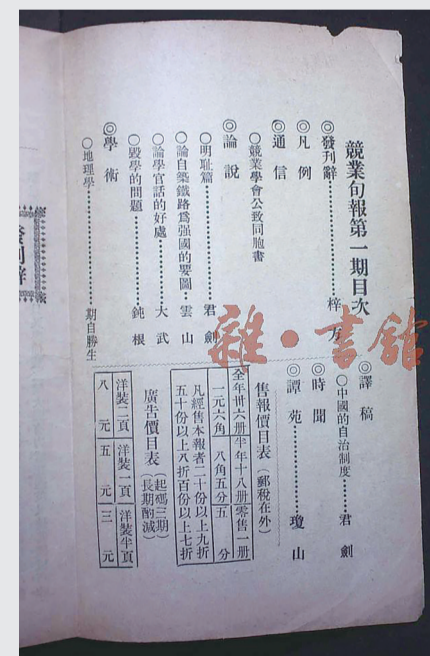 競業旬報第一期目次
◎發刊辭⋯⋯梓方
◎凡例
◎通信
○競業學會公致同胞書
◎論說
○明恥篇⋯⋯君劍
○論自築鐵路爲强國的要圖⋯雲山
○論學官話的好處⋯⋯大武
○毀學的問題⋯⋯鈍根
◎學術
○地理學⋯⋯期自勝生
◎譯稿
○中國的自治制度⋯⋯君劍
◎時聞
◎譚苑⋯⋯瓊山
售報價目表(郵稅在外)
全年卅六册 半年十八册 零售一册
一元六角 八角五分 五分
凡經售本報者二十份以上九折
五十份以上八折百份以上七折
廣告價目表(起碼三期 長期酌減)
洋裝二頁 洋裝一頁 洋裝半頁
八元 五元 三元
發刊辭
雜·書館